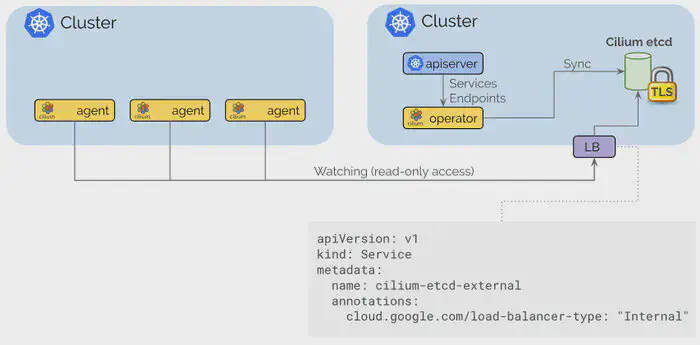 Cluster
cilium agent
cilium agent
cilium agent
Cluster
apiserver
Services
Endpoints
cilium operator
Sync
Cilium etcd
TLS
LB
Watching (read-only access)
apiVersion: v1
kind: Service
metadata:
  name: cilium-etcd-external
  annotations:
    cloud.google.com/load-balancer-type: "Internal"